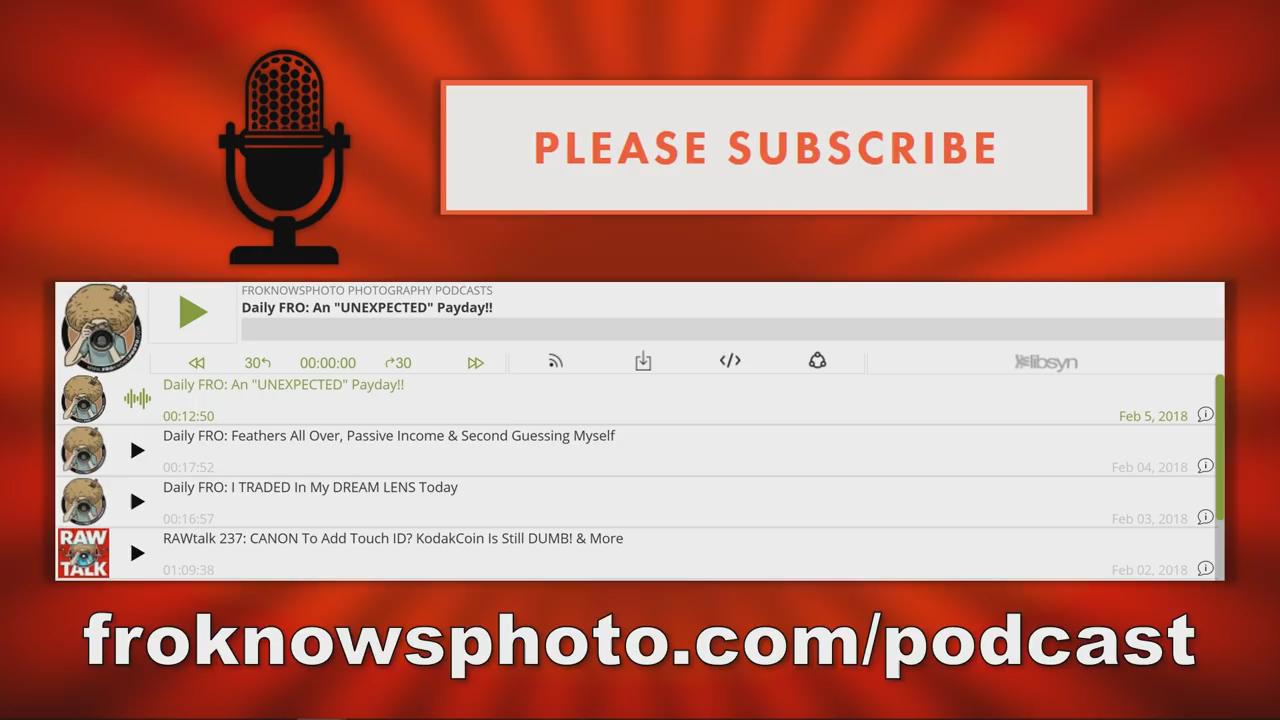 PLEASE SUBSCRIBE
FROKNOWSPHOTO PHOTOGRAPHY PODCASTS
Daily FRO: An "UNEXPECTED" Payday!!
30 00:00:00 30 </> libsyn
Daily FRO: An "UNEXPECTED" Payday!!
00:12:50 Feb 5, 2018
Daily FRO: Feathers All Over, Passive Income & Second Guessing Myself
00:17:52 Feb 04, 2018
Daily FRO: I TRADED In My DREAM LENS Today
00:16:57 Feb 03, 2018
RAW
TALK
RAWtalk 237: CANON To Add Touch ID? KodakCoin Is Still DUMB! & More
01:09:38 Feb 02, 2018
froknowsphoto.com/podcast